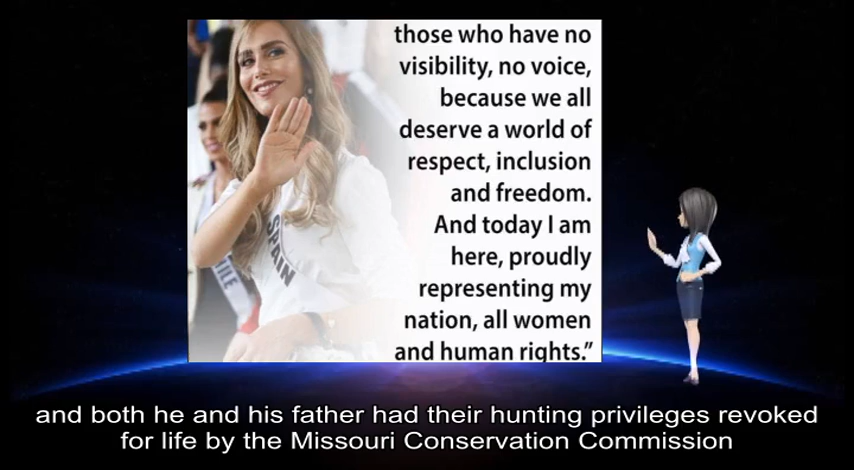 those who have no
visibility, no voice,
because we all
deserve a world of
respect, inclusion
and freedom.
And today I am
here, proudly
representing my
nation, all women
and human rights.”
SPAIN
and both he and his father had their hunting privileges revoked
for life by the Missouri Conservation Commission